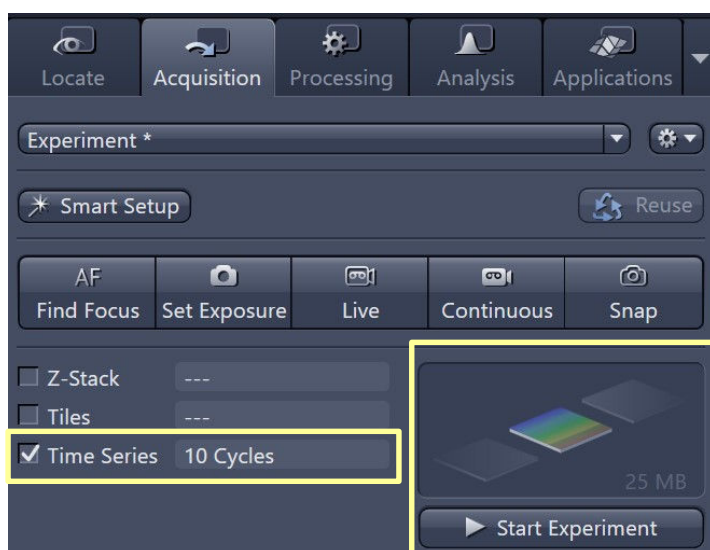 Locate Acquisition Processing Analysis Applications
Experiment *
Smart Setup Reuse
AF
Find Focus Set Exposure Live Continuous Snap
Z-Stack ---
Tiles ---
Time Series 10 Cycles
25 MB
Start Experiment